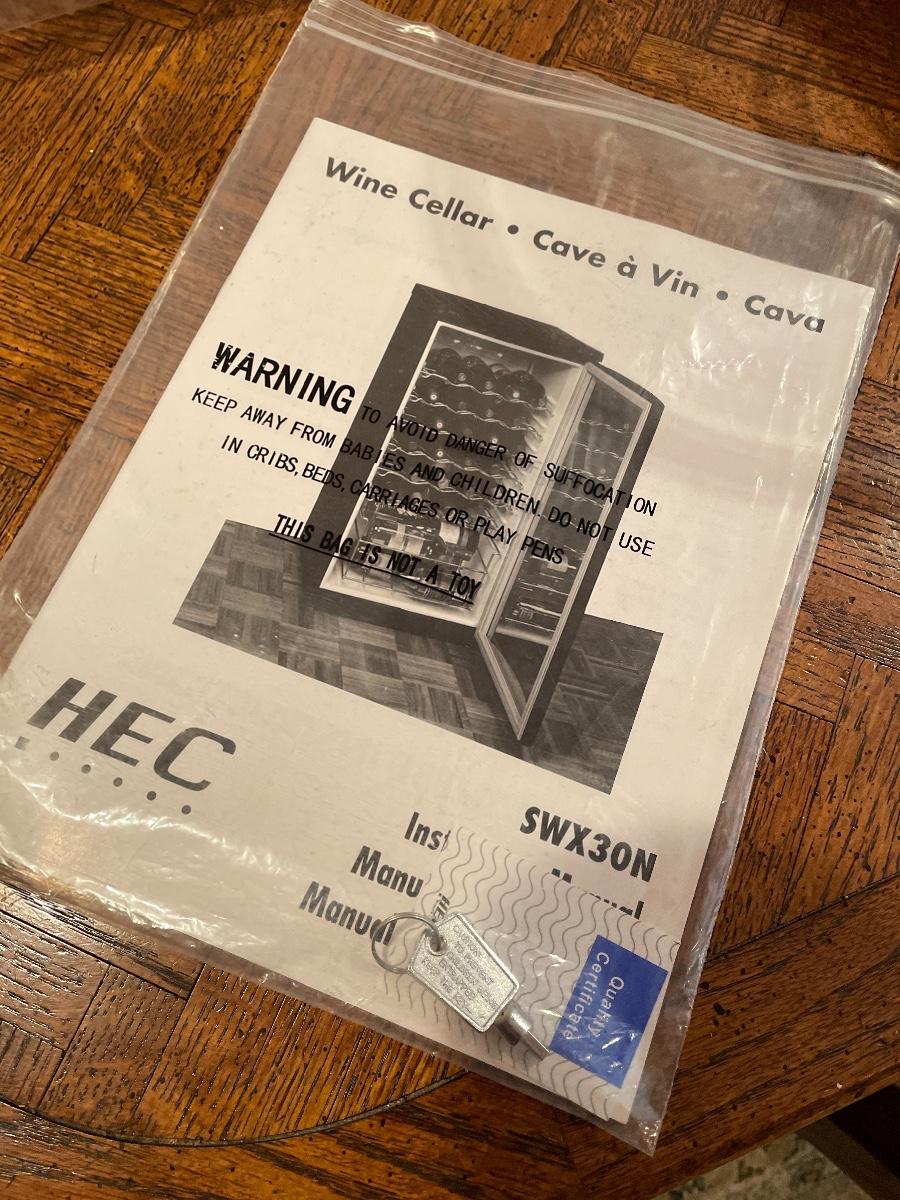 Wine Cellar • Cave à Vin • Cava
WARNING TO AVOID DANGER OF SUFFOCATION
KEEP AWAY FROM BABIES AND CHILDREN. DO NOT USE
IN CRIBS, BEDS, CARRIAGES OR PLAY PENS
THIS BAG IS NOT A TOY
HEC
SWX30N
Inst
Manu
Manual
Quality
Certificate